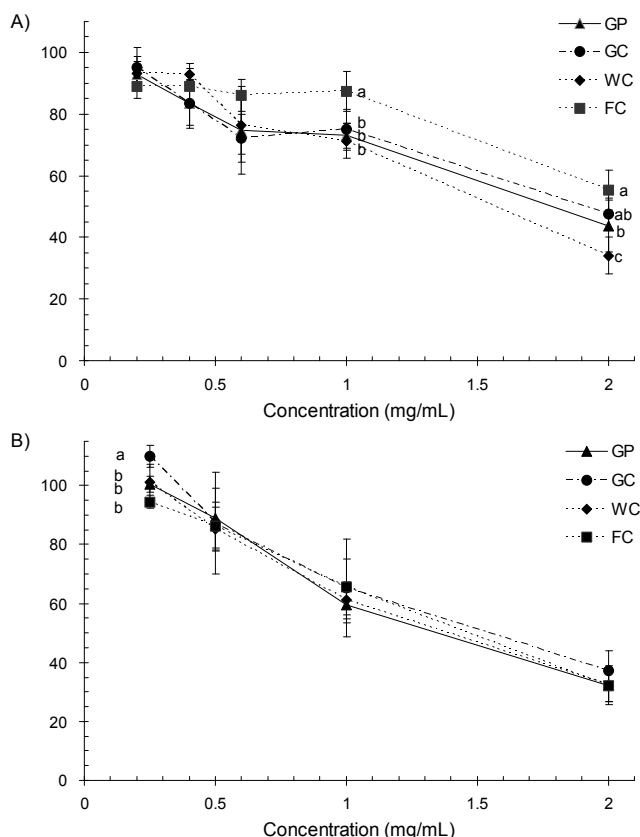 A)
GP
GC
WC
FC
100
80
60
40
20
0
a
b
b
b
a
ab
b
c
0 0.5 1 1.5 2
Concentration (mg/mL)
B)
GP
GC
WC
FC
100
80
60
40
20
0
a
b
b
b
0 0.5 1 1.5 2
Concentration (mg/mL)